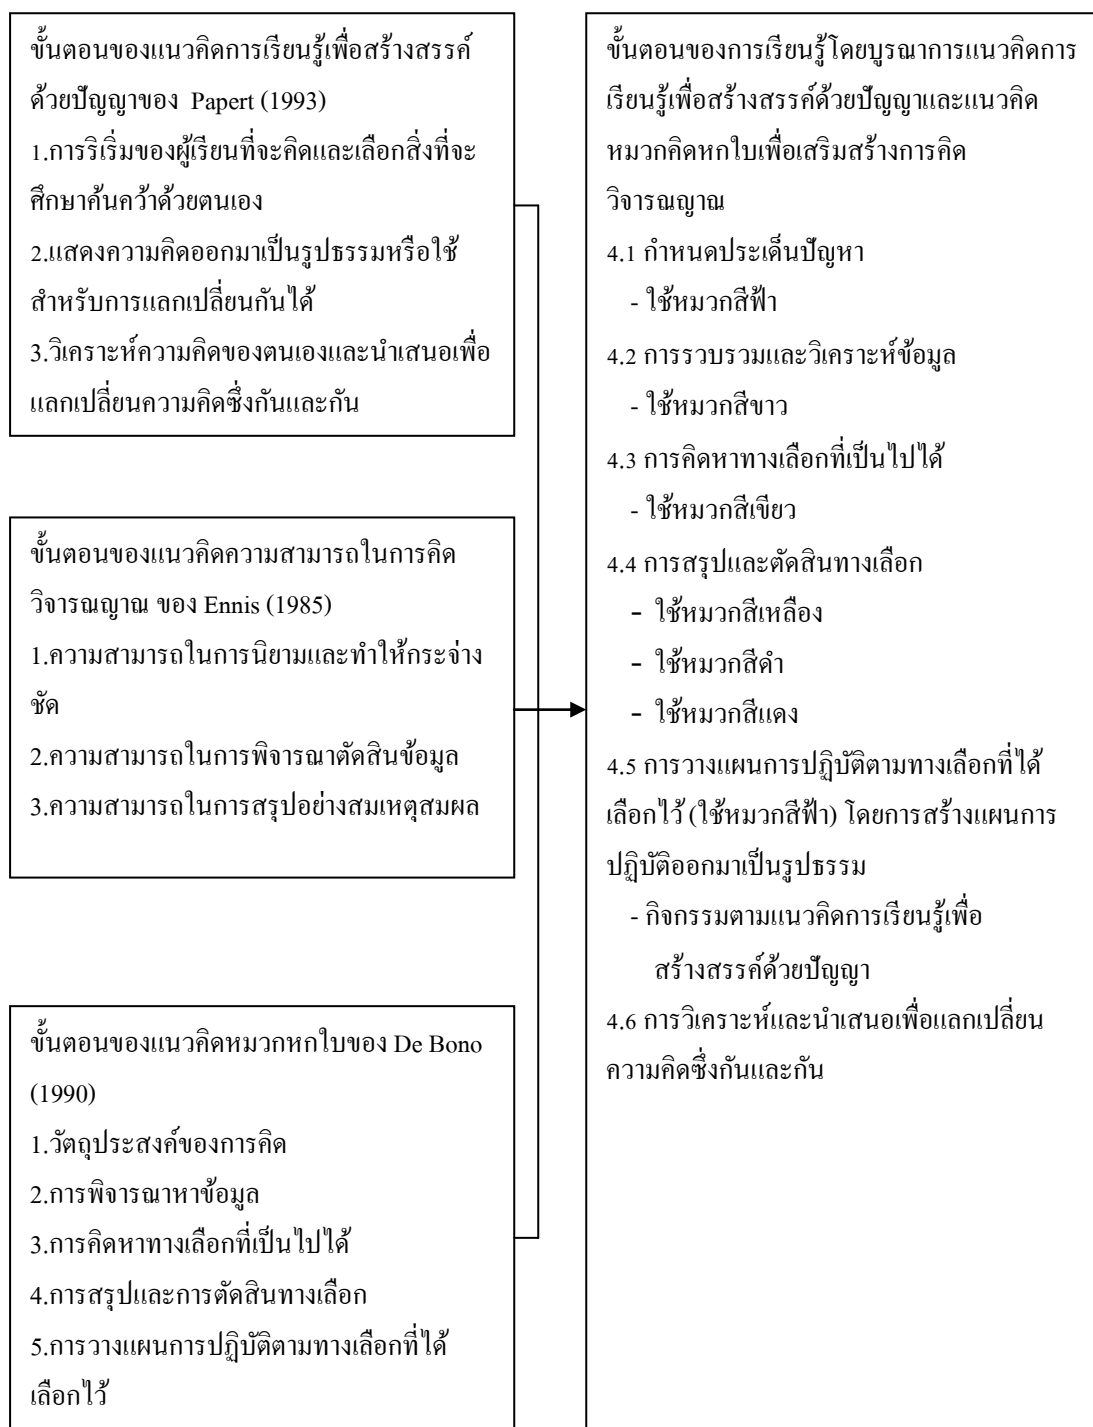 ขั้นตอนของแนวคิดการเรียนรู้เพื่อสร้างสรรค์
ด้วยปัญญาของ Papert (1993)
1.การริเริ่มของผู้เรียนที่จะคิดและเลือกสิ่งที่จะ
ศึกษาค้นคว้าด้วยตนเอง
2.แสดงความคิดออกมาเป็นรูปธรรมหรือใช้
สำหรับการแลกเปลี่ยนกันได้
3.วิเคราะห์ความคิดของตนเองและนำเสนอเพื่อ
แลกเปลี่ยนความคิดซึ่งกันและกัน
ขั้นตอนของแนวคิดความสามารถในการคิด
วิจารณญาณ ของ Ennis (1985)
1.ความสามารถในการนิยามและทำให้กระจ่าง
ชัด
2.ความสามารถในการพิจารณาตัดสินข้อมูล
3.ความสามารถในการสรุปอย่างสมเหตุสมผล
ขั้นตอนของแนวคิดหมวกหกใบของ De Bono
(1990)
1.วัตถุประสงค์ของการคิด
2.การพิจารณาหาข้อมูล
3.การคิดหาทางเลือกที่เป็นไปได้
4.การสรุปและการตัดสินทางเลือก
5.การวางแผนการปฏิบัติตามทางเลือกที่ได้
เลือกไว้
ขั้นตอนของการเรียนรู้โดยบูรณาการแนวคิดการ
เรียนรู้เพื่อสร้างสรรค์ด้วยปัญญาและแนวคิด
หมวกคิดหกใบเพื่อเสริมสร้างการคิด
วิจารณญาณ
4.1 กำหนดประเด็นปัญหา
- ใช้หมวกสีฟ้า
4.2 การรวบรวมและวิเคราะห์ข้อมูล
- ใช้หมวกสีขาว
4.3 การคิดหาทางเลือกที่เป็นไปได้
- ใช้หมวกสีเขียว
4.4 การสรุปและตัดสินทางเลือก
- ใช้หมวกสีเหลือง
- ใช้หมวกสีดำ
- ใช้หมวกสีแดง
4.5 การวางแผนการปฏิบัติตามทางเลือกที่ได้
เลือกไว้ (ใช้หมวกสีฟ้า) โดยการสร้างแผนการ
ปฏิบัติออกมาเป็นรูปธรรม
- กิจกรรมตามแนวคิดการเรียนรู้เพื่อ
สร้างสรรค์ด้วยปัญญา
4.6 การวิเคราะห์และนำเสนอเพื่อแลกเปลี่ยน
ความคิดซึ่งกันและกัน